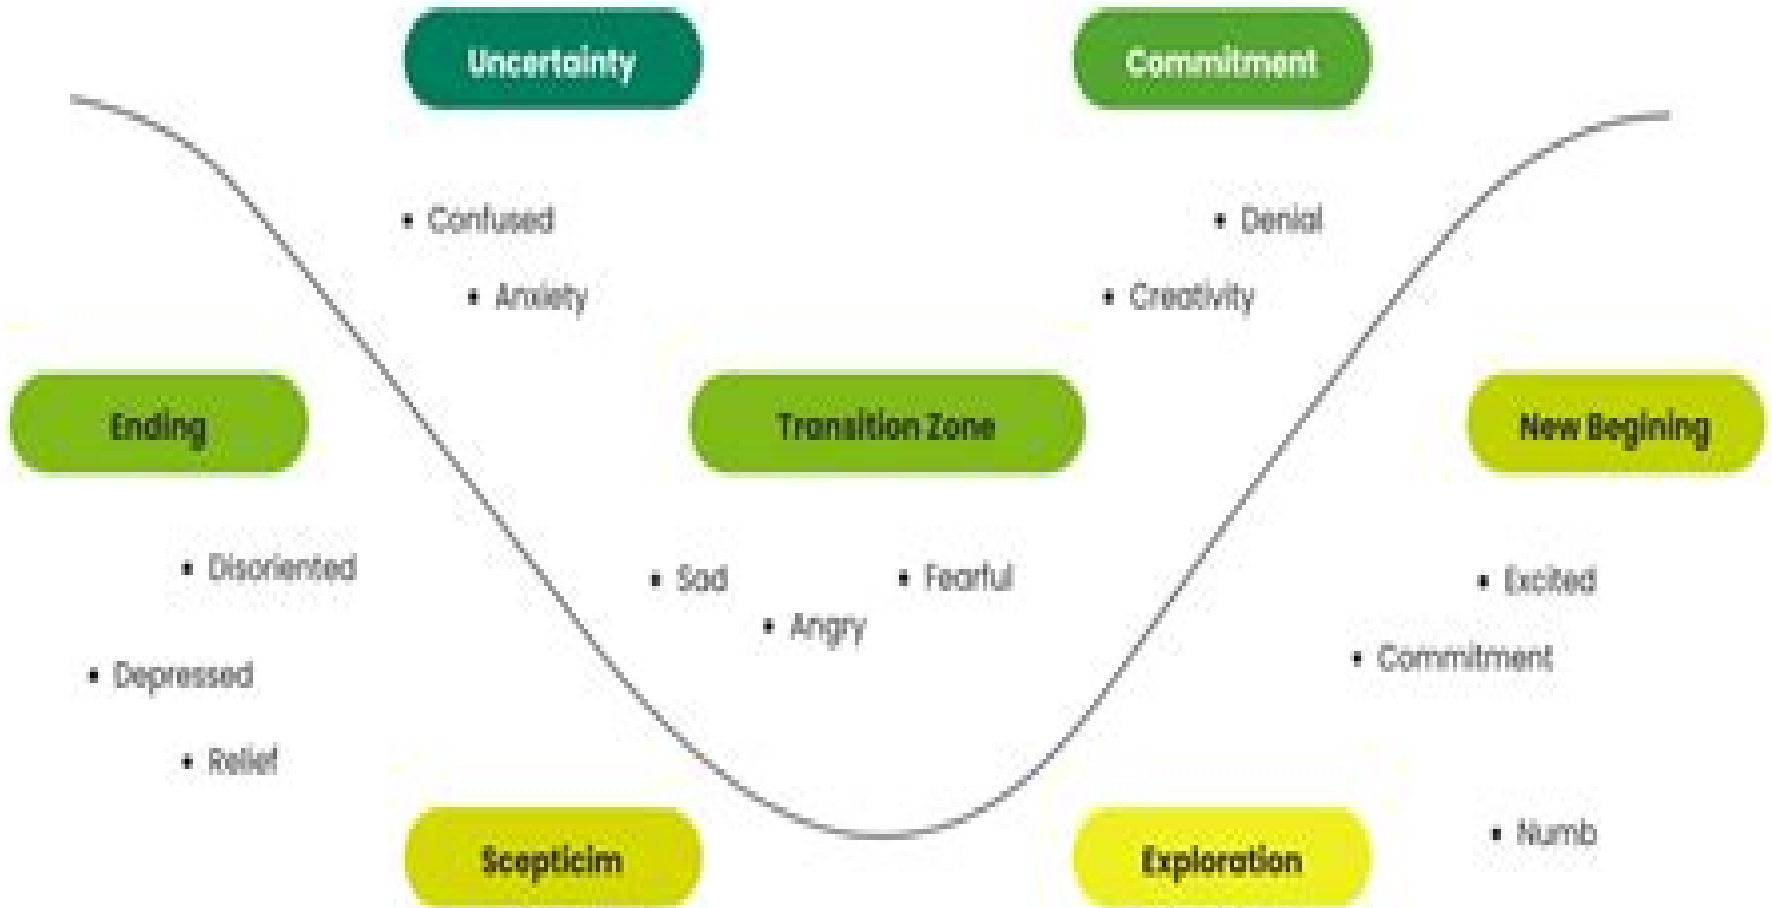 Uncertainty
Commitment
• Confused
• Denial
• Anxiety
• Creativity
Ending
Transition Zone
New Begining
• Disoriented
• Sad
• Fearful
• Excited
• Angry
• Commitment
• Depressed
• Relief
• Numb
Scepticim
Exploration